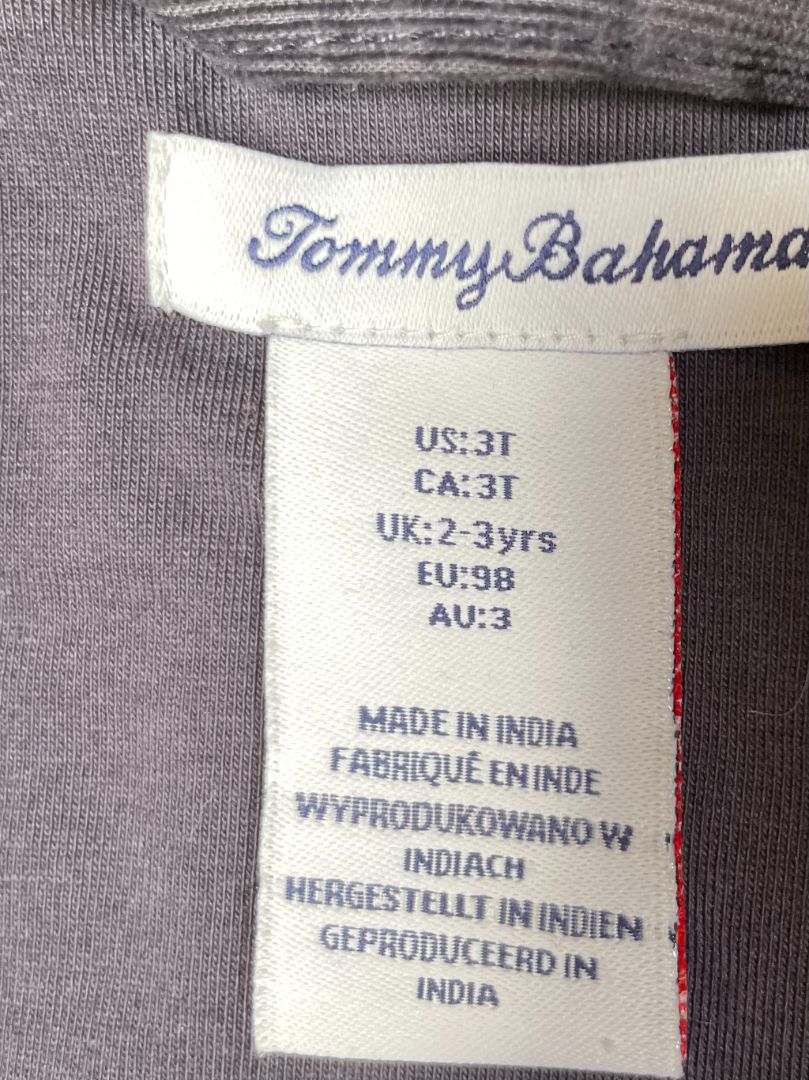 Tommy Bahama
US:3T
CA:3T
UK:2-3yrs
EU:98
AU:3
MADE IN INDIA
FABRIQUÉ EN INDE
WYPRODUKOWANO W
INDIACH
HERGESTELLT IN INDIEN
GEPRODUCEERD IN
INDIA